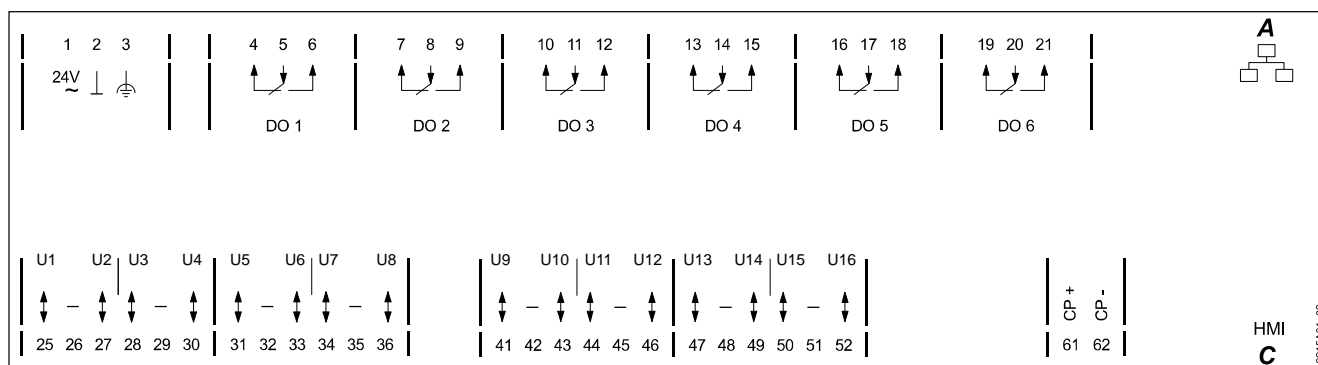 1 2 3 4 5 6 7 8 9 10 11 12 13 14 15 16 17 18 19 20 21 A
24V
~
DO 1 DO 2 DO 3 DO 4 DO 5 DO 6
U1 U2 U3 U4 U5 U6 U7 U8 U9 U10 U11 U12 U13 U14 U15 U16
– – – – – – – –
CP +
CP -
25 26 27 28 29 30 31 32 33 34 35 36 41 42 43 44 45 46 47 48 49 50 51 52 61 62
HMI
C